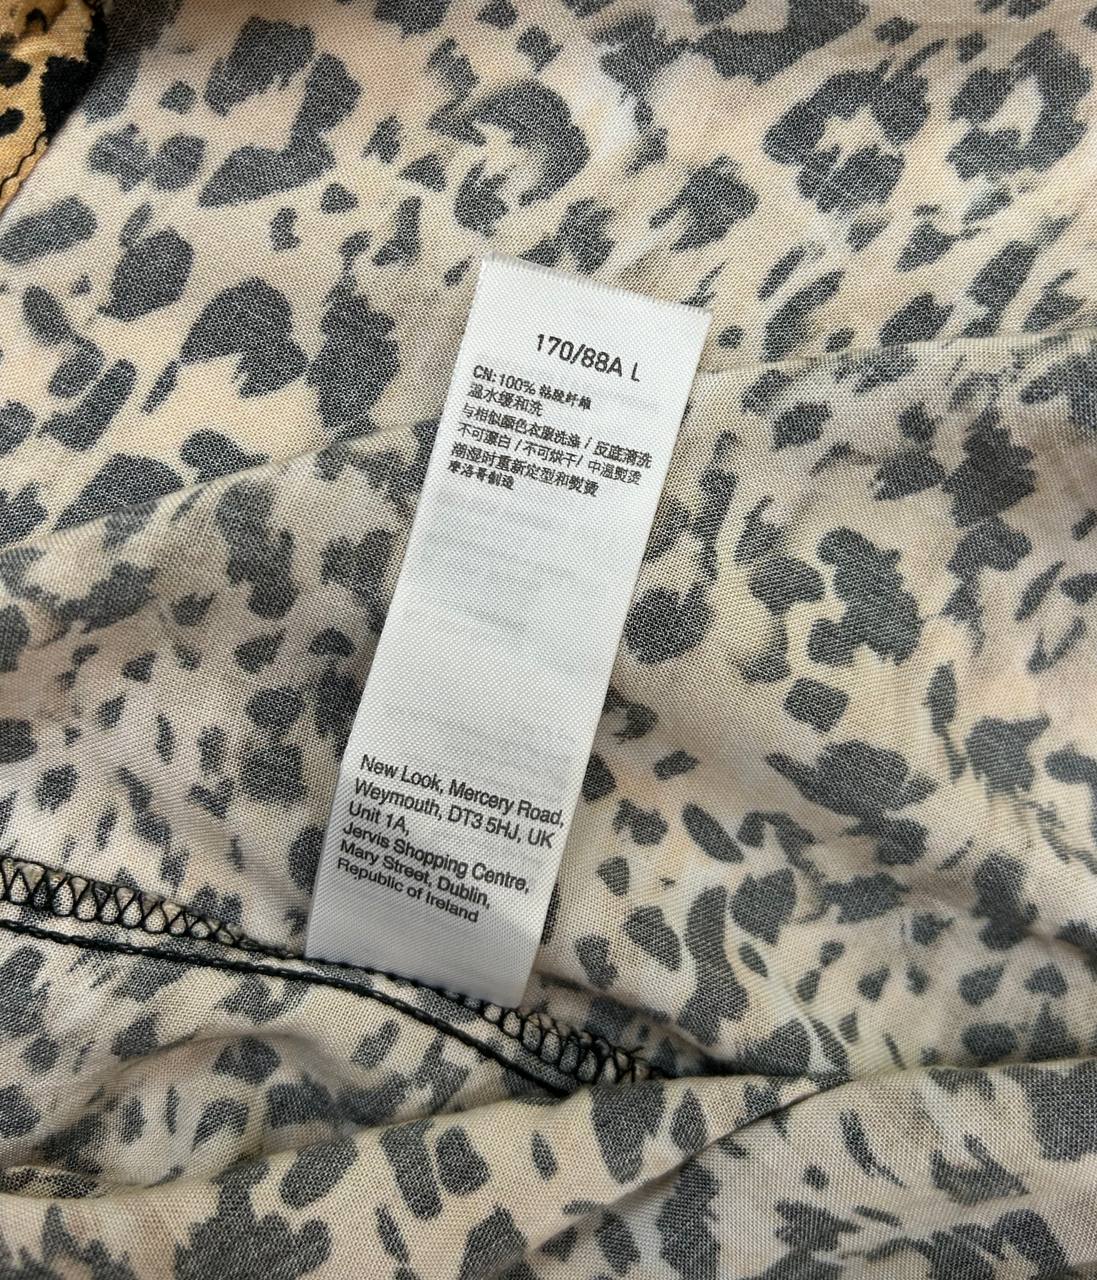 170/88A L
CN:100% 粘胶纤维
温水缓和洗
与相似颜色衣服洗涤 / 反底清洗
不可漂白 / 不可烘干/ 中温熨烫
潮湿时重新定型和熨烫
摩洛哥制造
New Look, Mercery Road,
Weymouth, DT3 5HJ, UK
Unit 1A,
Jervis Shopping Centre,
Mary Street, Dublin,
Republic of Ireland